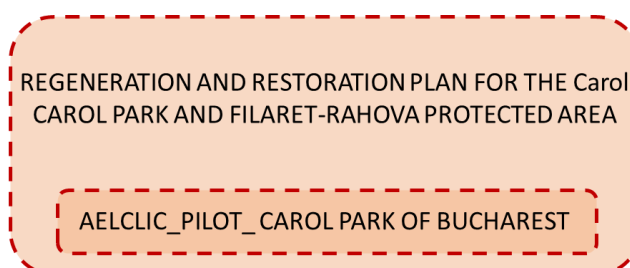 REGENERATION AND RESTORATION PLAN FOR THE Carol
CAROL PARK AND FILARET-RAHOVA PROTECTED AREA
AELCLIC_PILOT_ CAROL PARK OF BUCHAREST